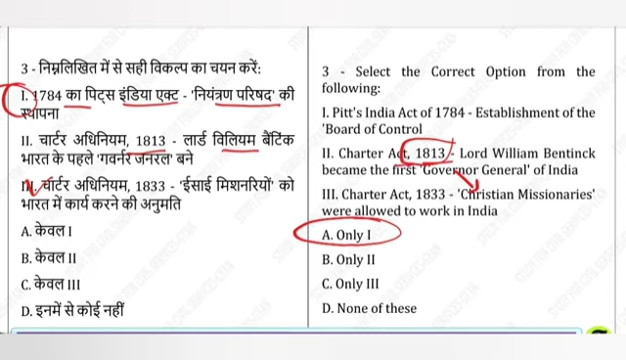 3 - निम्नलिखित में से सही विकल्प का चयन करें:
I. 1784 का पिट्स इंडिया एक्ट - 'नियंत्रण परिषद' की
स्थापना
II. चार्टर अधिनियम, 1813 - लार्ड विलियम बैंटिक
भारत के पहले 'गवर्नर जनरल' बने
III. चार्टर अधिनियम, 1833 - 'ईसाई मिशनरियों' को
भारत में कार्य करने की अनुमति
A. केवल I
B. केवल II
C. केवल III
D. इनमें से कोई नहीं
3 - Select the Correct Option from the
following:
I. Pitt's India Act of 1784 - Establishment of the
'Board of Control
II. Charter Act, 1813 - Lord William Bentinck
became the first 'Governor General' of India
III. Charter Act, 1833 - 'Christian Missionaries'
were allowed to work in India
A. Only I
B. Only II
C. Only III
D. None of these